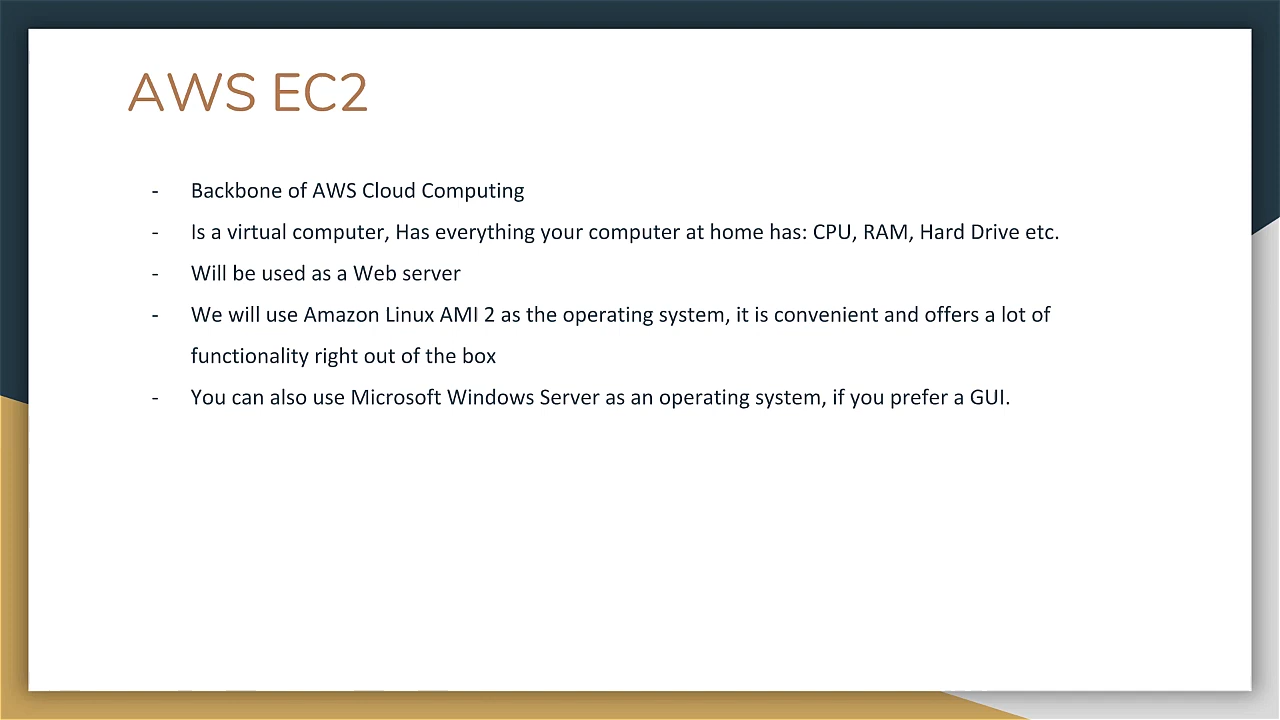 AWS EC2
- Backbone of AWS Cloud Computing
- Is a virtual computer, Has everything your computer at home has: CPU, RAM, Hard Drive etc.
- Will be used as a Web server
- We will use Amazon Linux AMI 2 as the operating system, it is convenient and offers a lot of
functionality right out of the box
- You can also use Microsoft Windows Server as an operating system, if you prefer a GUI.